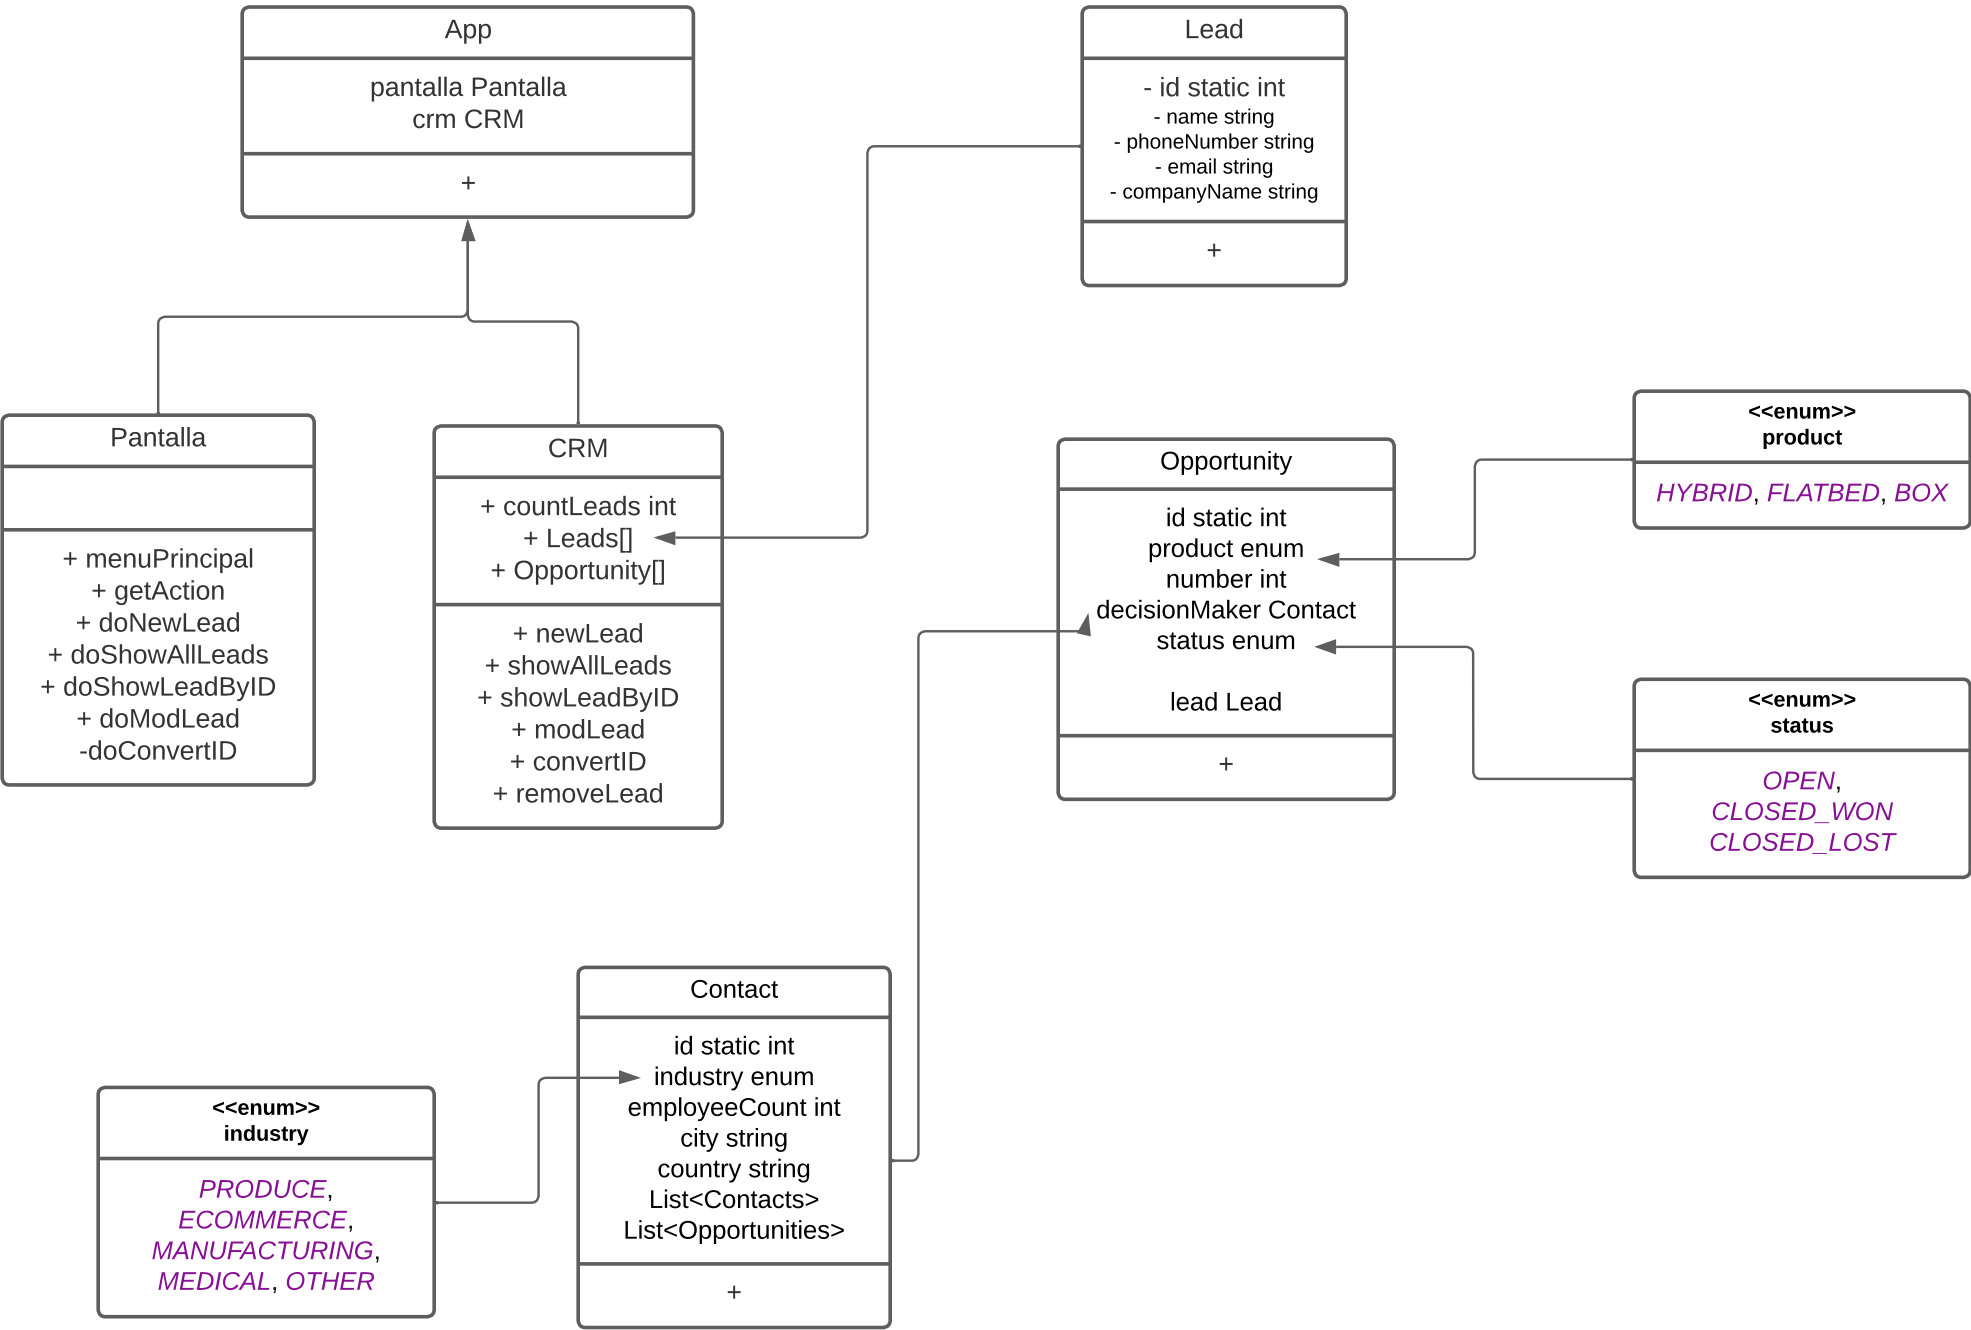 App
pantalla Pantalla
crm CRM
+
Lead
- id static int
- name string
- phoneNumber string
- email string
- companyName string
+
Pantalla
+ menuPrincipal
+ getAction
+ doNewLead
+ doShowAllLeads
+ doShowLeadByID
+ doModLead
-doConvertID
CRM
+ countLeads int
+ Leads[]
+ Opportunity[]
+ newLead
+ showAllLeads
+ showLeadByID
+ modLead
+ convertID
+ removeLead
Opportunity
id static int
product enum
number int
decisionMaker Contact
status enum
lead Lead
+
<<enum>>
product
HYBRID, FLATBED, BOX
<<enum>>
status
OPEN,
CLOSED_WON
CLOSED_LOST
Contact
id static int
industry enum
employeeCount int
city string
country string
List<Contacts>
List<Opportunities>
+
<<enum>>
industry
PRODUCE,
ECOMMERCE,
MANUFACTURING,
MEDICAL, OTHER